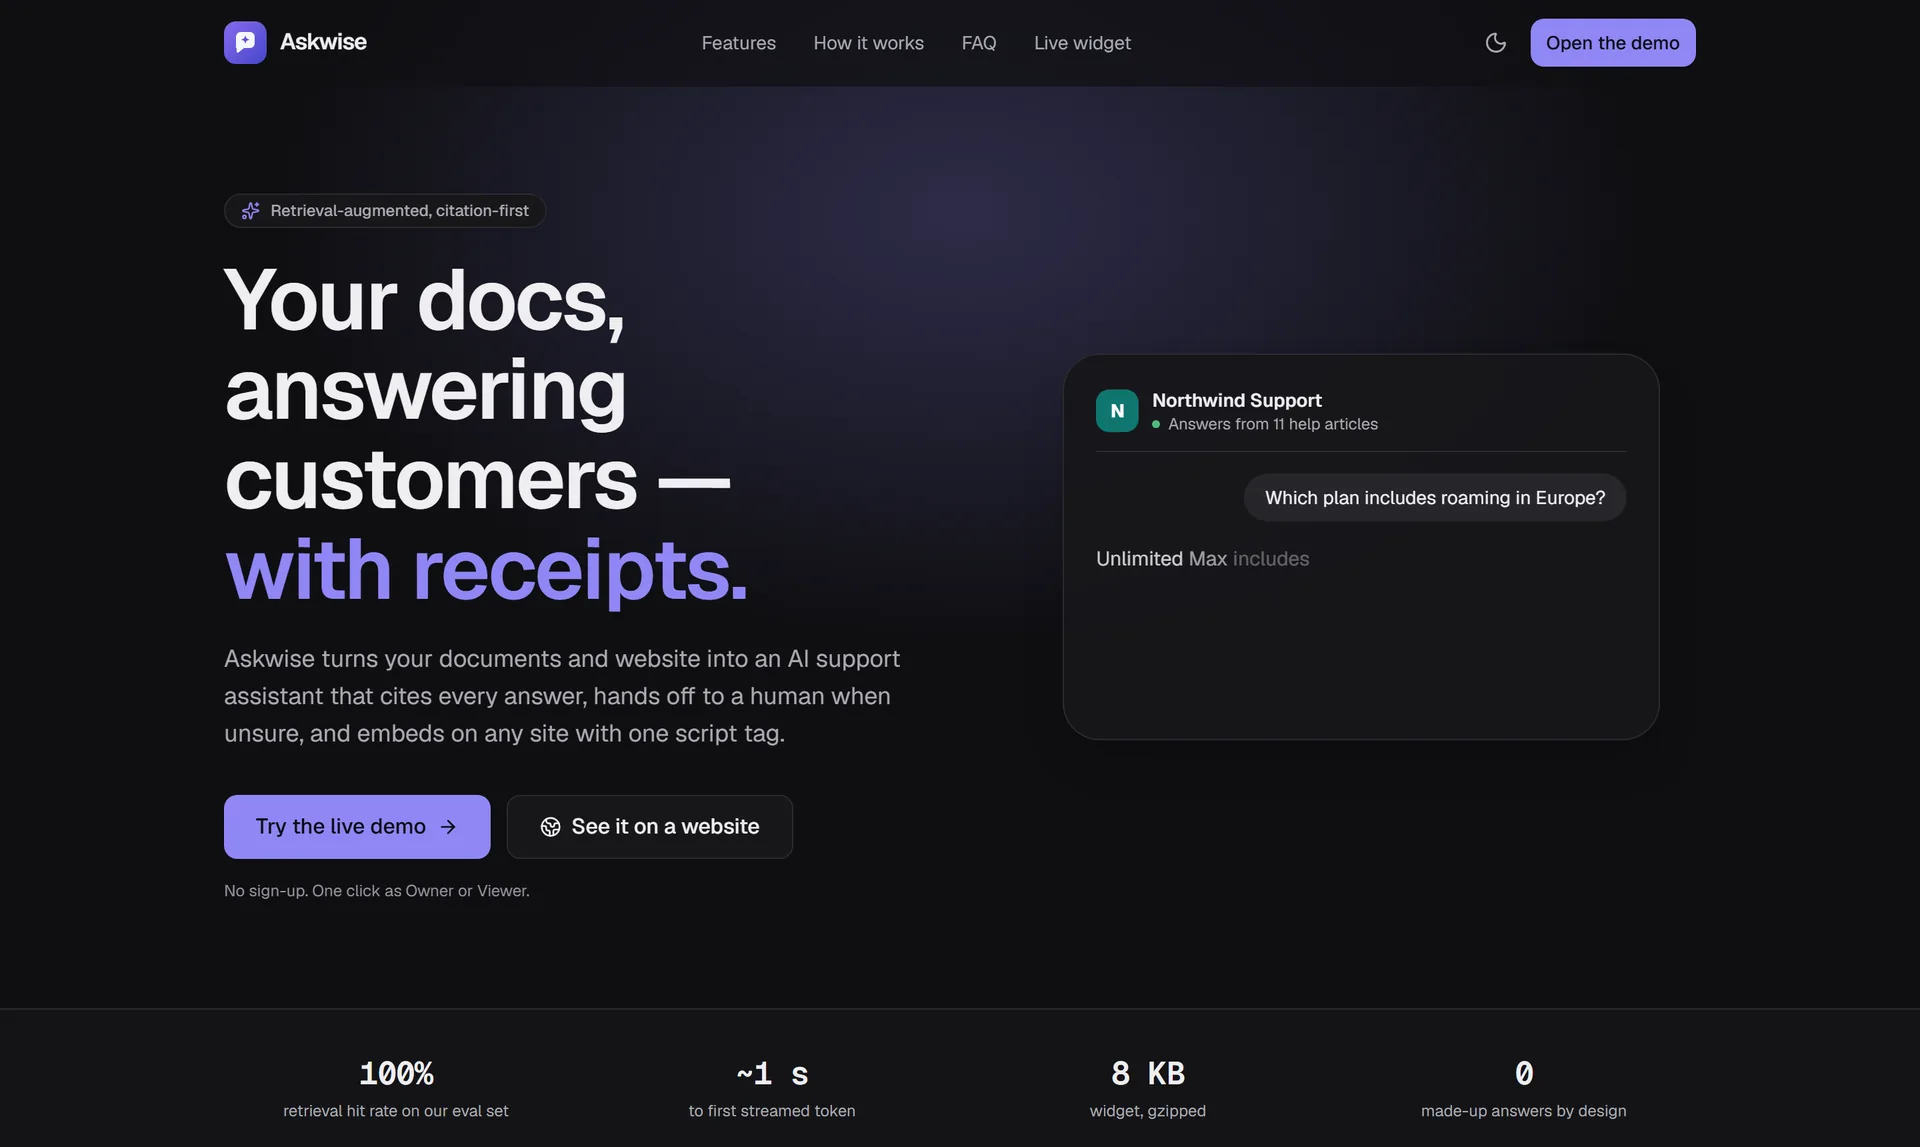 Askwise
Features
How it works
FAQ
Live widget
Open the demo
Retrieval-augmented, citation-first
Your docs,
answering
customers —
with receipts.
Askwise turns your documents and website into an AI support
assistant that cites every answer, hands off to a human when
unsure, and embeds on any site with one script tag.
Try the live demo →
See it on a website
No sign-up. One click as Owner or Viewer.
N
Northwind Support
Answers from 11 help articles
Which plan includes roaming in Europe?
Unlimited Max includes
100%
retrieval hit rate on our eval set
~1 s
to first streamed token
8 KB
widget, gzipped
0
made-up answers by design